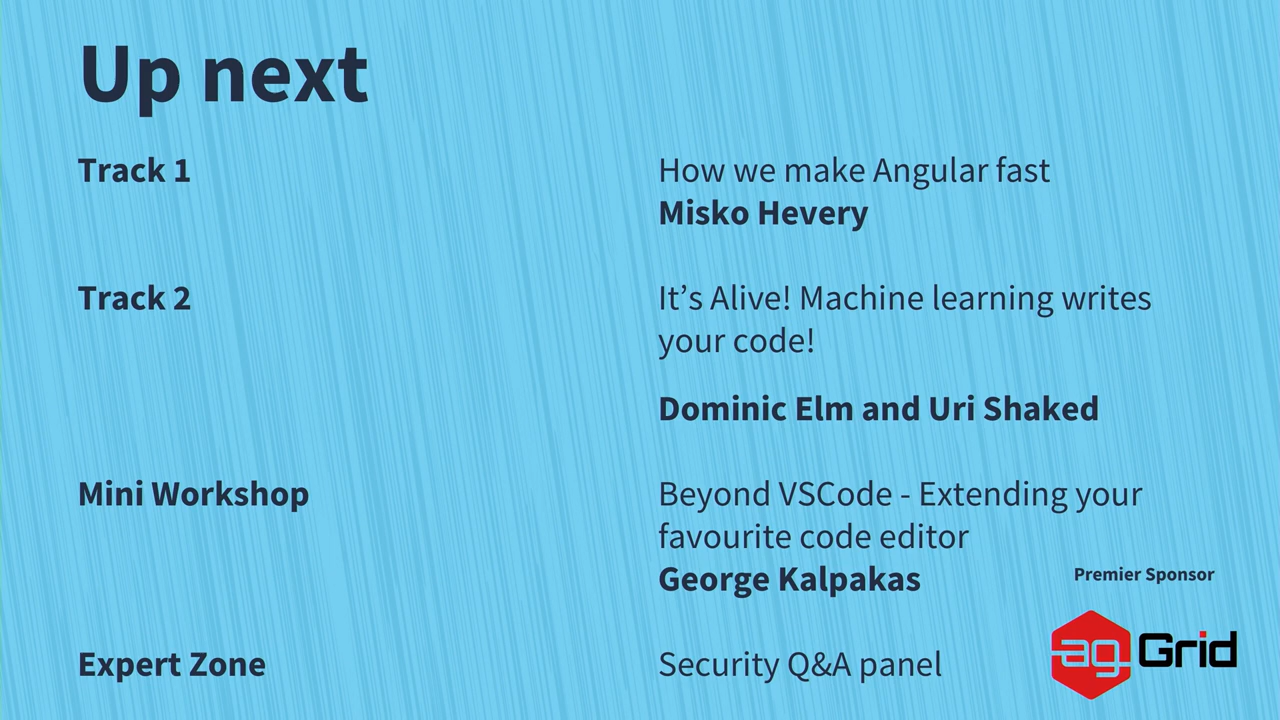 Up next
Track 1
How we make Angular fast
Misko Hevery
Track 2
It’s Alive! Machine learning writes
your code!
Dominic Elm and Uri Shaked
Mini Workshop
Beyond VSCode - Extending your
favourite code editor
George Kalpakas
Premier Sponsor
Expert Zone
Security Q&A panel
ag Grid